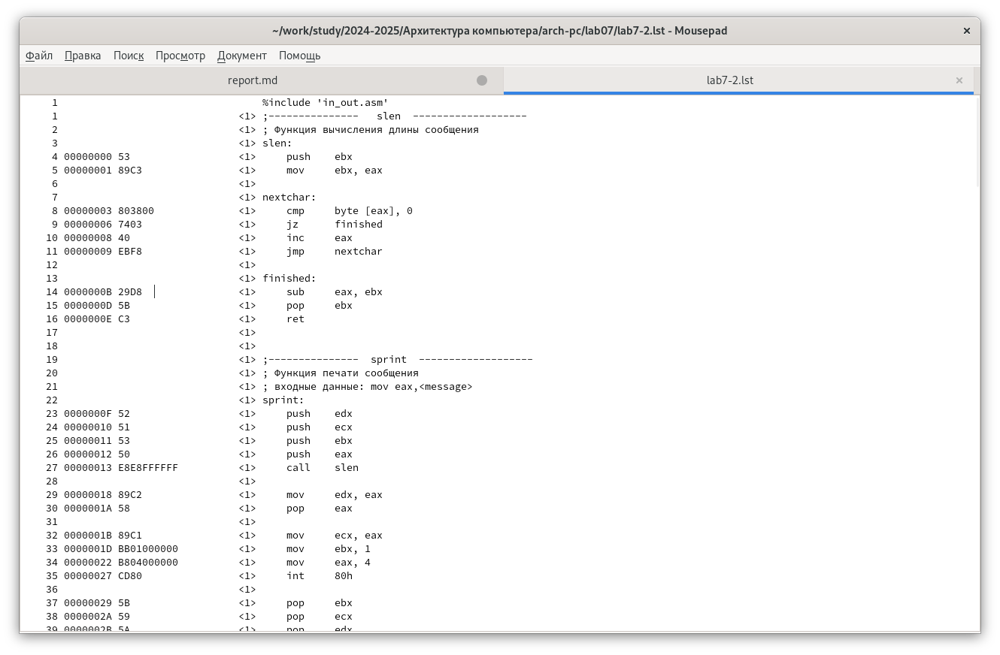 ~/work/study/2024-2025/Архитектура компьютера/arch-pc/lab07/lab7-2.lst - Mousepad
Файл Правка Поиск Просмотр Документ Помощь
report.md lab7-2.lst
1 %include 'in_out.asm'
1 <1> ;--------------- slen -------------------
2 <1> ; Функция вычисления длины сообщения
3 <1> slen:
4 00000000 53 <1> push ebx
5 00000001 89C3 <1> mov ebx, eax
6 <1>
7 <1> nextchar:
8 00000003 803800 <1> cmp byte [eax], 0
9 00000006 7403 <1> jz finished
10 00000008 40 <1> inc eax
11 00000009 EBF8 <1> jmp nextchar
12 <1>
13 <1> finished:
14 0000000B 29D8 <1> sub eax, ebx
15 0000000D 5B <1> pop ebx
16 0000000E C3 <1> ret
17 <1>
18 <1>
19 <1> ;--------------- sprint -------------------
20 <1> ; Функция печати сообщения
21 <1> ; входные данные: mov eax,<message>
22 <1> sprint:
23 0000000F 52 <1> push edx
24 00000010 51 <1> push ecx
25 00000011 53 <1> push ebx
26 00000012 50 <1> push eax
27 00000013 E8E8FFFFFF <1> call slen
28 <1>
29 00000018 89C2 <1> mov edx, eax
30 0000001A 58 <1> pop eax
31 <1>
32 0000001B 89C1 <1> mov ecx, eax
33 0000001D BB01000000 <1> mov ebx, 1
34 00000022 B804000000 <1> mov eax, 4
35 00000027 CD80 <1> int 80h
36 <1>
37 00000029 5B <1> pop ebx
38 0000002A 59 <1> pop ecx
39 0000002B 5A <1> pop edx